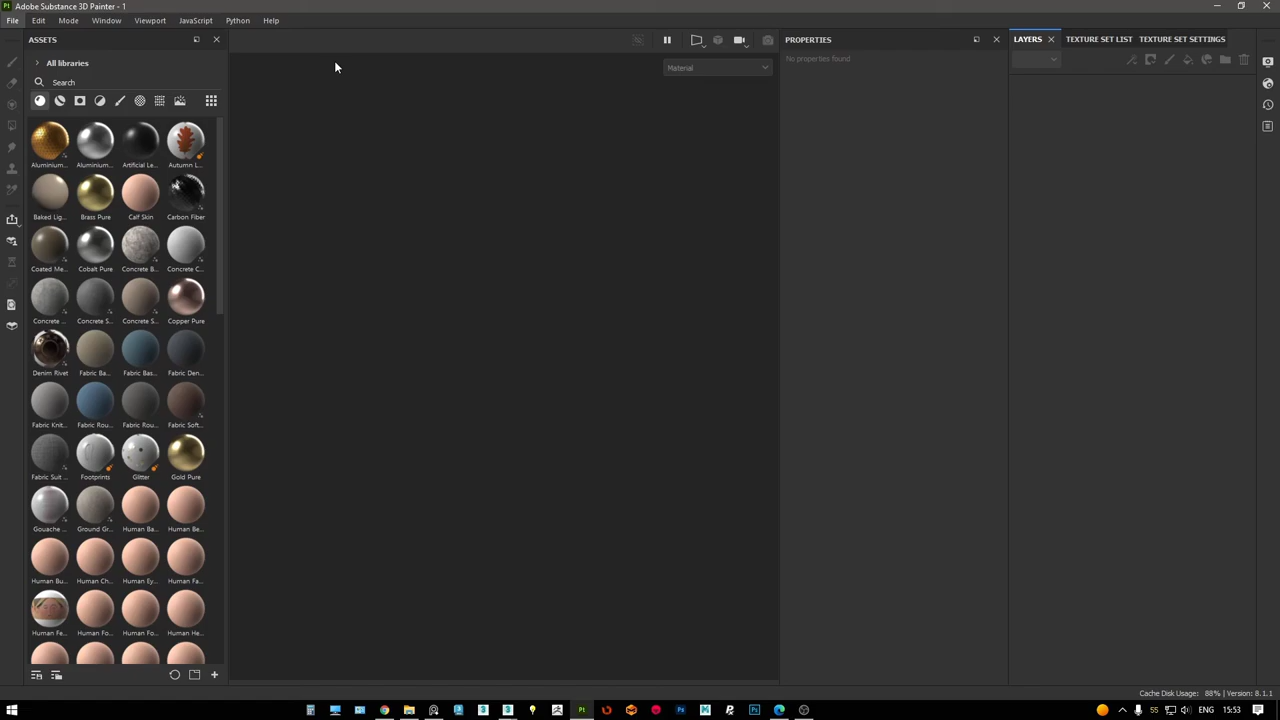 Pt Adobe Substance 3D Painter - 1
File Edit Mode Window Viewport JavaScript Python Help
ASSETS
All libraries
Search
Aluminium... Aluminium... Artificial Le... Autumn L...
Baked Lig... Brass Pure Calf Skin Carbon Fiber
Coated Me... Cobalt Pure Concrete B... Concrete C...
Concrete ... Concrete S... Concrete S... Copper Pure
Denim Rivet Fabric Ba... Fabric Bas... Fabric Den...
Fabric Knit... Fabric Rou... Fabric Rou... Fabric Soft...
Fabric Suit ... Footprints Glitter Gold Pure
Gouache ... Ground Gr... Human Ba... Human Be...
Human Bu... Human Ch... Human Ey... Human Fa...
Human Fe... Human Fo... Human Fo... Human He...
Material
PROPERTIES
No properties found
LAYERS TEXTURE SET LIST TEXTURE SET SETTINGS
Cache Disk Usage: 88% | Version: 8.1.1
55 ENG 15:53